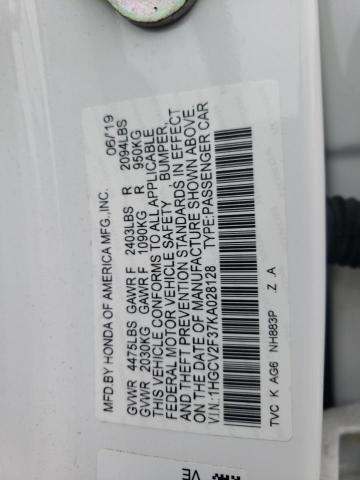 MFD.BY HONDA OF AMERICA MFG.,INC. 06/19
GVWR 4475LBS GAWR F 2403LBS R 2094LBS
GVWR 2030KG GAWR F 1090KG R 950KG
THIS VEHICLE CONFORMS TO ALL APPLICABLE
FEDERAL MOTOR VEHICLE SAFETY BUMPER,
AND THEFT PREVENTION STANDARDS IN EFFECT
ON THE DATE OF MANUFACTURE SHOWN ABOVE.
V.I.N.:1HGCV2F37KA028128 TYPE:PASSENGER CAR
TVC K AG6 NH883P .Z A
VE